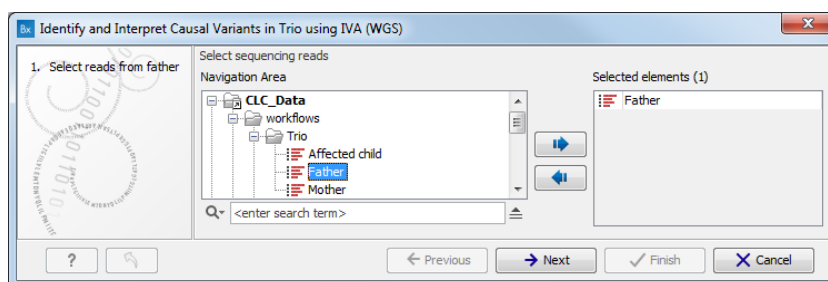 Bx Identify and Interpret Causal Variants in Trio using IVA (WGS)
1. Select reads from father
Select sequencing reads
Navigation Area
CLC_Data
workflows
Trio
Affected child
Father
Mother
<enter search term>
Selected elements (1)
Father
?
Previous
Next
Finish
Cancel